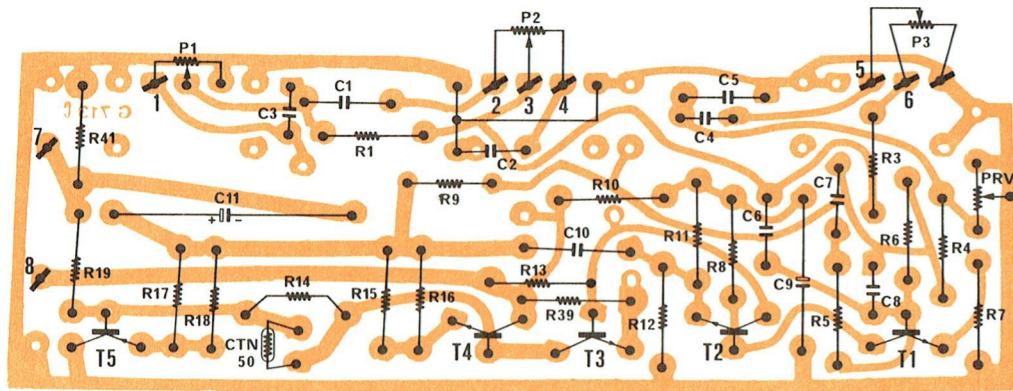 P1
P2
P3
1
2
3
4
5
6
7
8
C1
C3
R1
C2
C5
C4
R41
R3
PRV
R9
R10
C11
+ −
R11
R8
C6
C7
R6
R4
C10
R19
R17
R18
R14
R15
R16
R13
R39
R12
C9
R5
C8
R7
CTN
50
T5
T4
T3
T2
T1